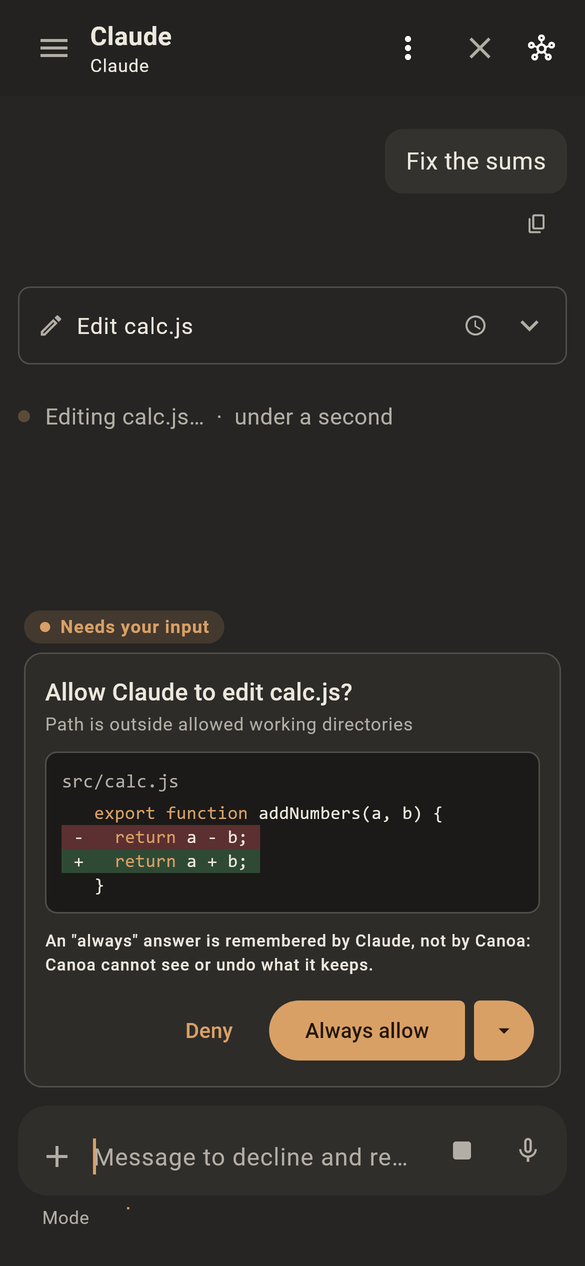 Claude
Claude
Fix the sums
Edit calc.js
Editing calc.js… · under a second
Needs your input
Allow Claude to edit calc.js?
Path is outside allowed working directories
src/calc.js
export function addNumbers(a, b) {
- return a - b;
+ return a + b;
}
An "always" answer is remembered by Claude, not by Canoa:
Canoa cannot see or undo what it keeps.
Deny
Always allow
Message to decline and re…
Mode